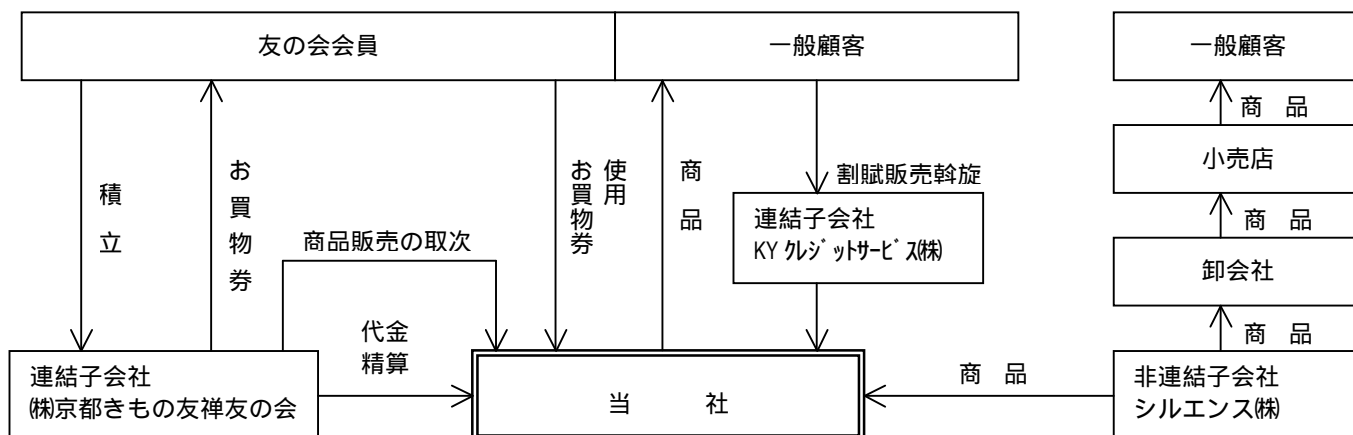 友の会会員
一般顧客
一般顧客
商 品
小売店
積立
お買物券
お買物券
使用
商品
割賦販売斡旋
連結子会社
KY ｸﾚｼﾞｯﾄｻｰﾋﾞｽ㈱
商 品
商品販売の取次
卸会社
代金
精算
商 品
連結子会社
㈱京都きもの友禅友の会
当 社
商 品
非連結子会社
シルエンス㈱